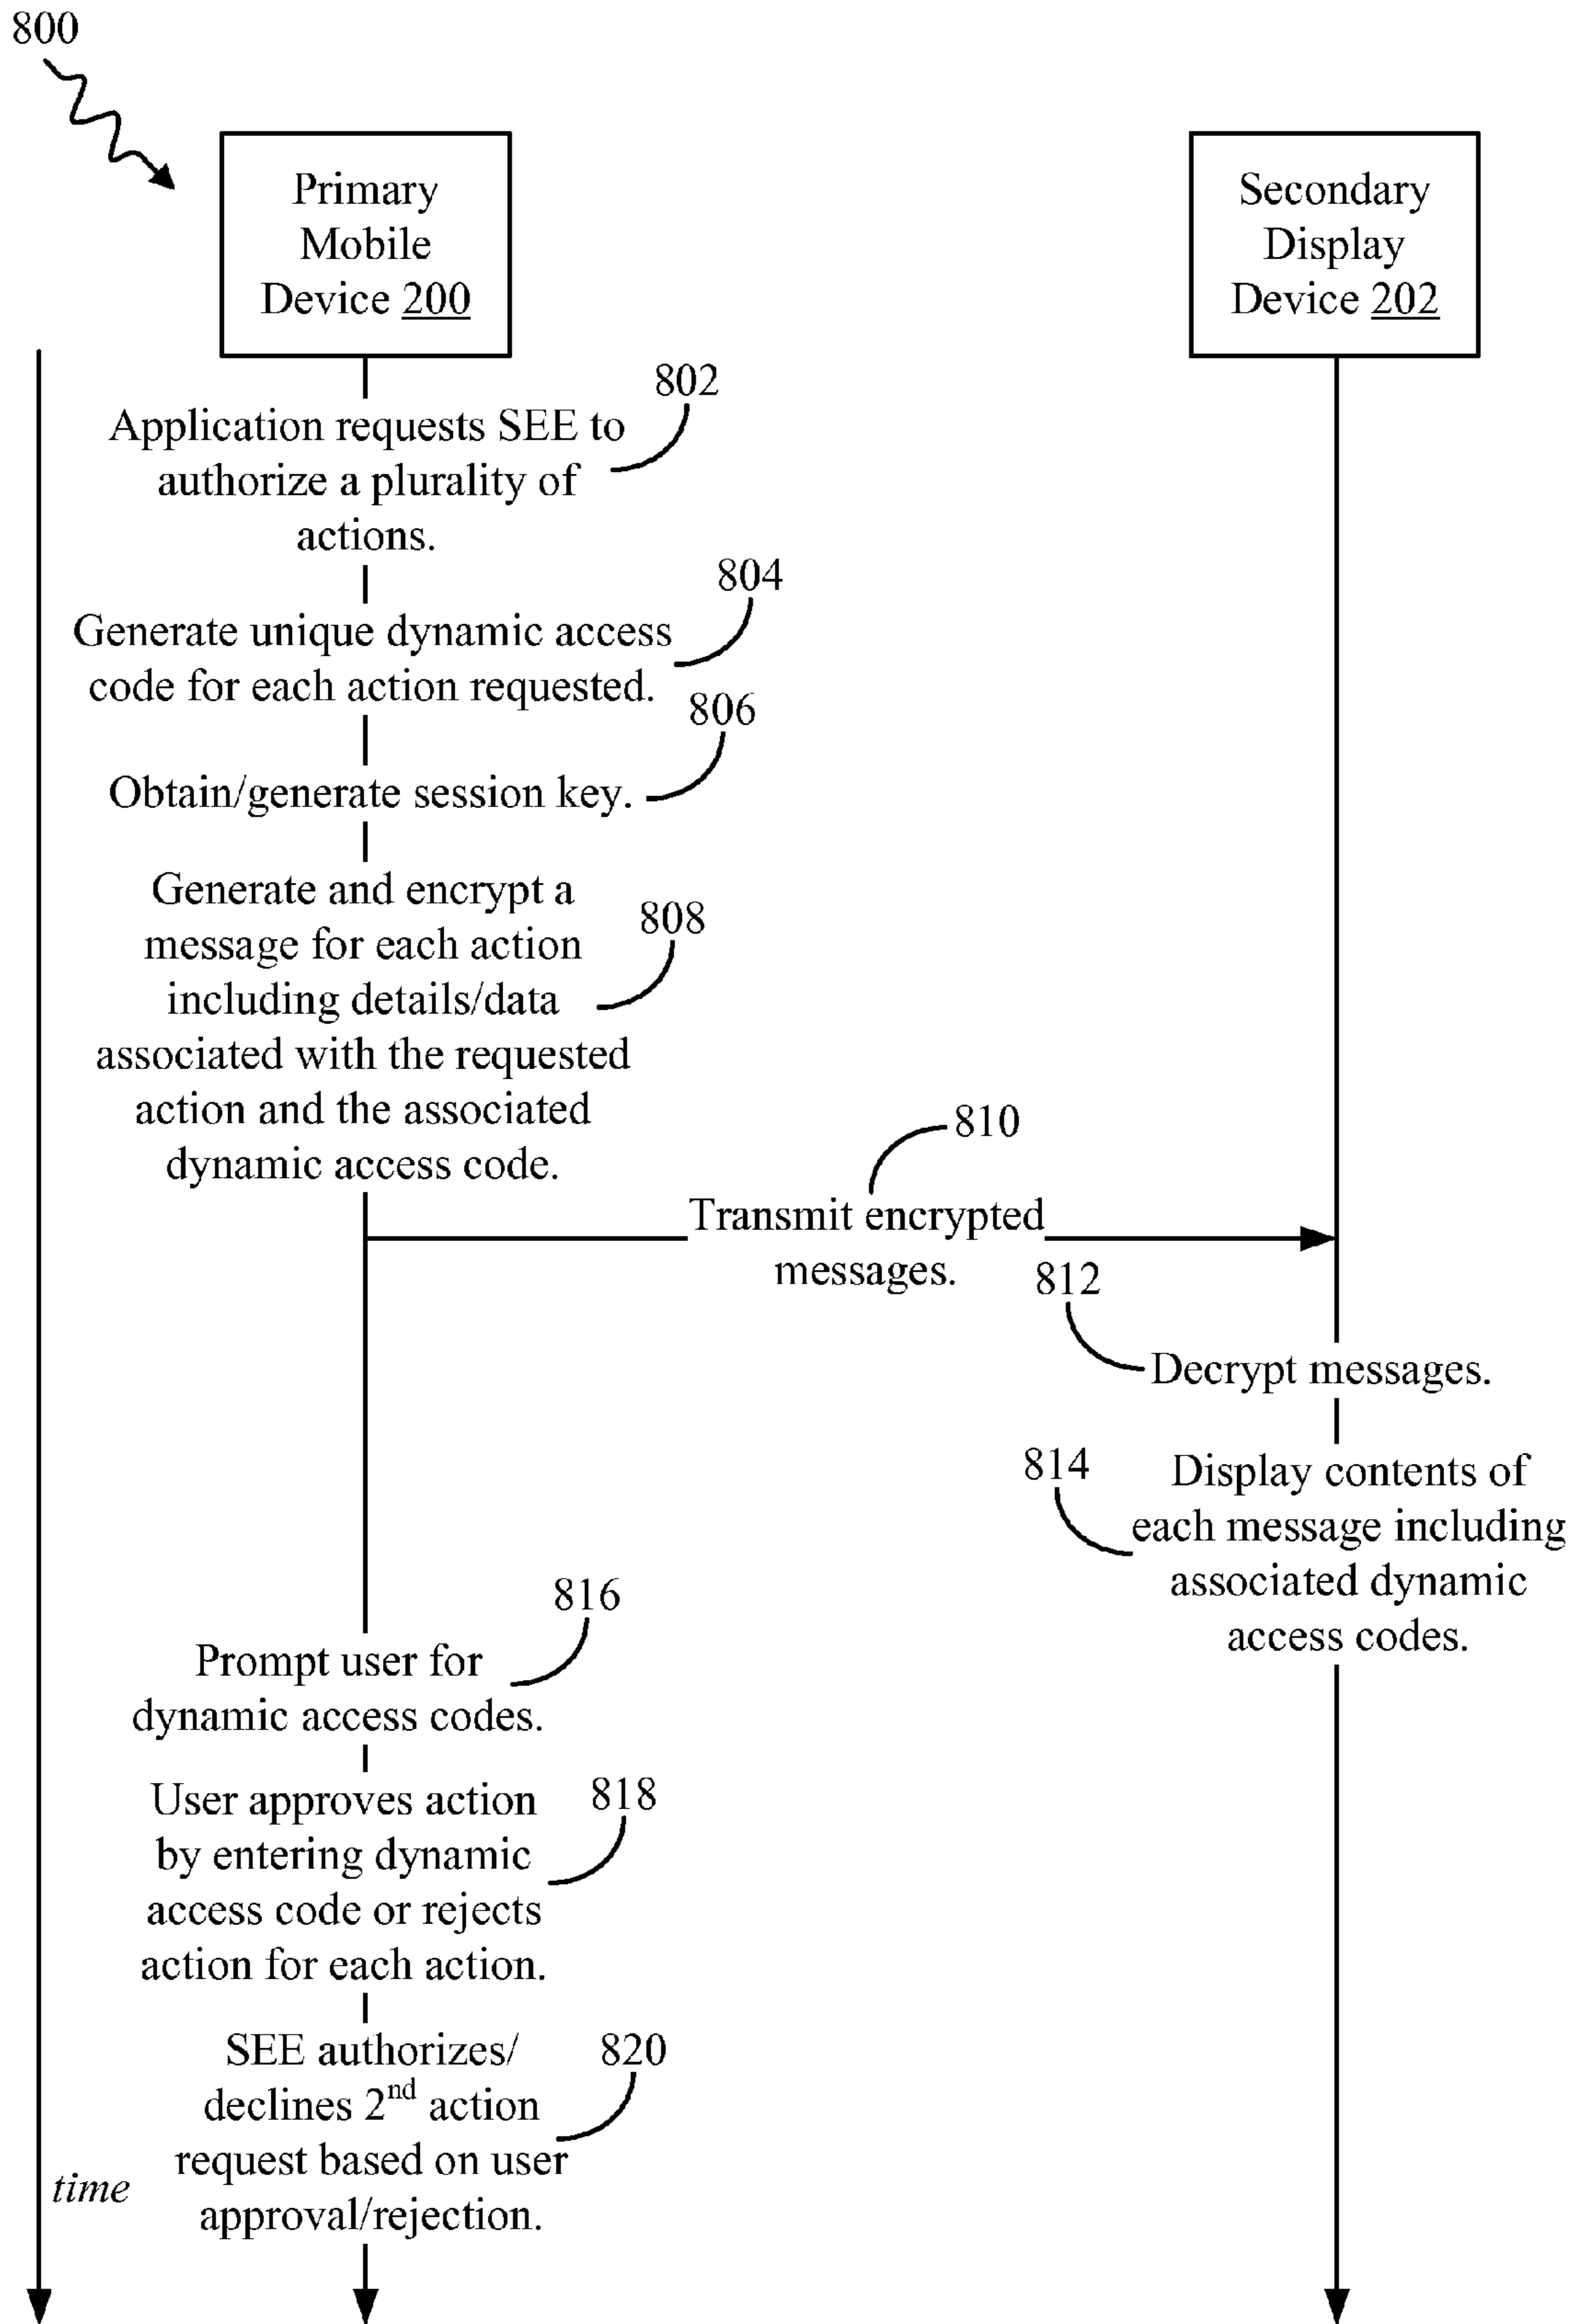 800
Primary
Mobile
Device 200
Secondary
Display
Device 202
802
Application requests SEE to
authorize a plurality of
actions.
804
Generate unique dynamic access
code for each action requested.
806
Obtain/generate session key.
Generate and encrypt a
message for each action
including details/data
associated with the requested
action and the associated
dynamic access code.
808
810
Transmit encrypted
messages.
812
Decrypt messages.
814
Display contents of
each message including
associated dynamic
access codes.
816
Prompt user for
dynamic access codes.
User approves action
by entering dynamic
access code or rejects
action for each action.
818
SEE authorizes/
declines 2nd action
request based on user
approval/rejection.
820
time